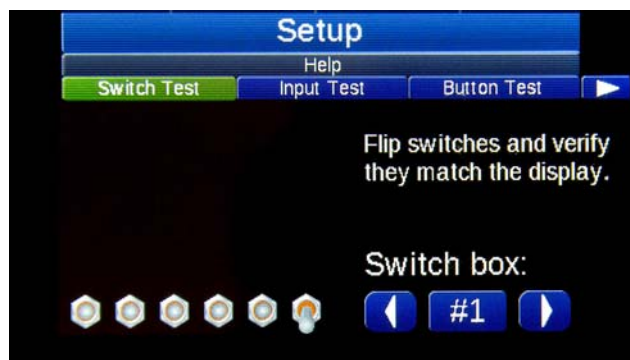 Setup
Help
Switch Test
Input Test
Button Test
Flip switches and verify
they match the display.
Switch box:
#1